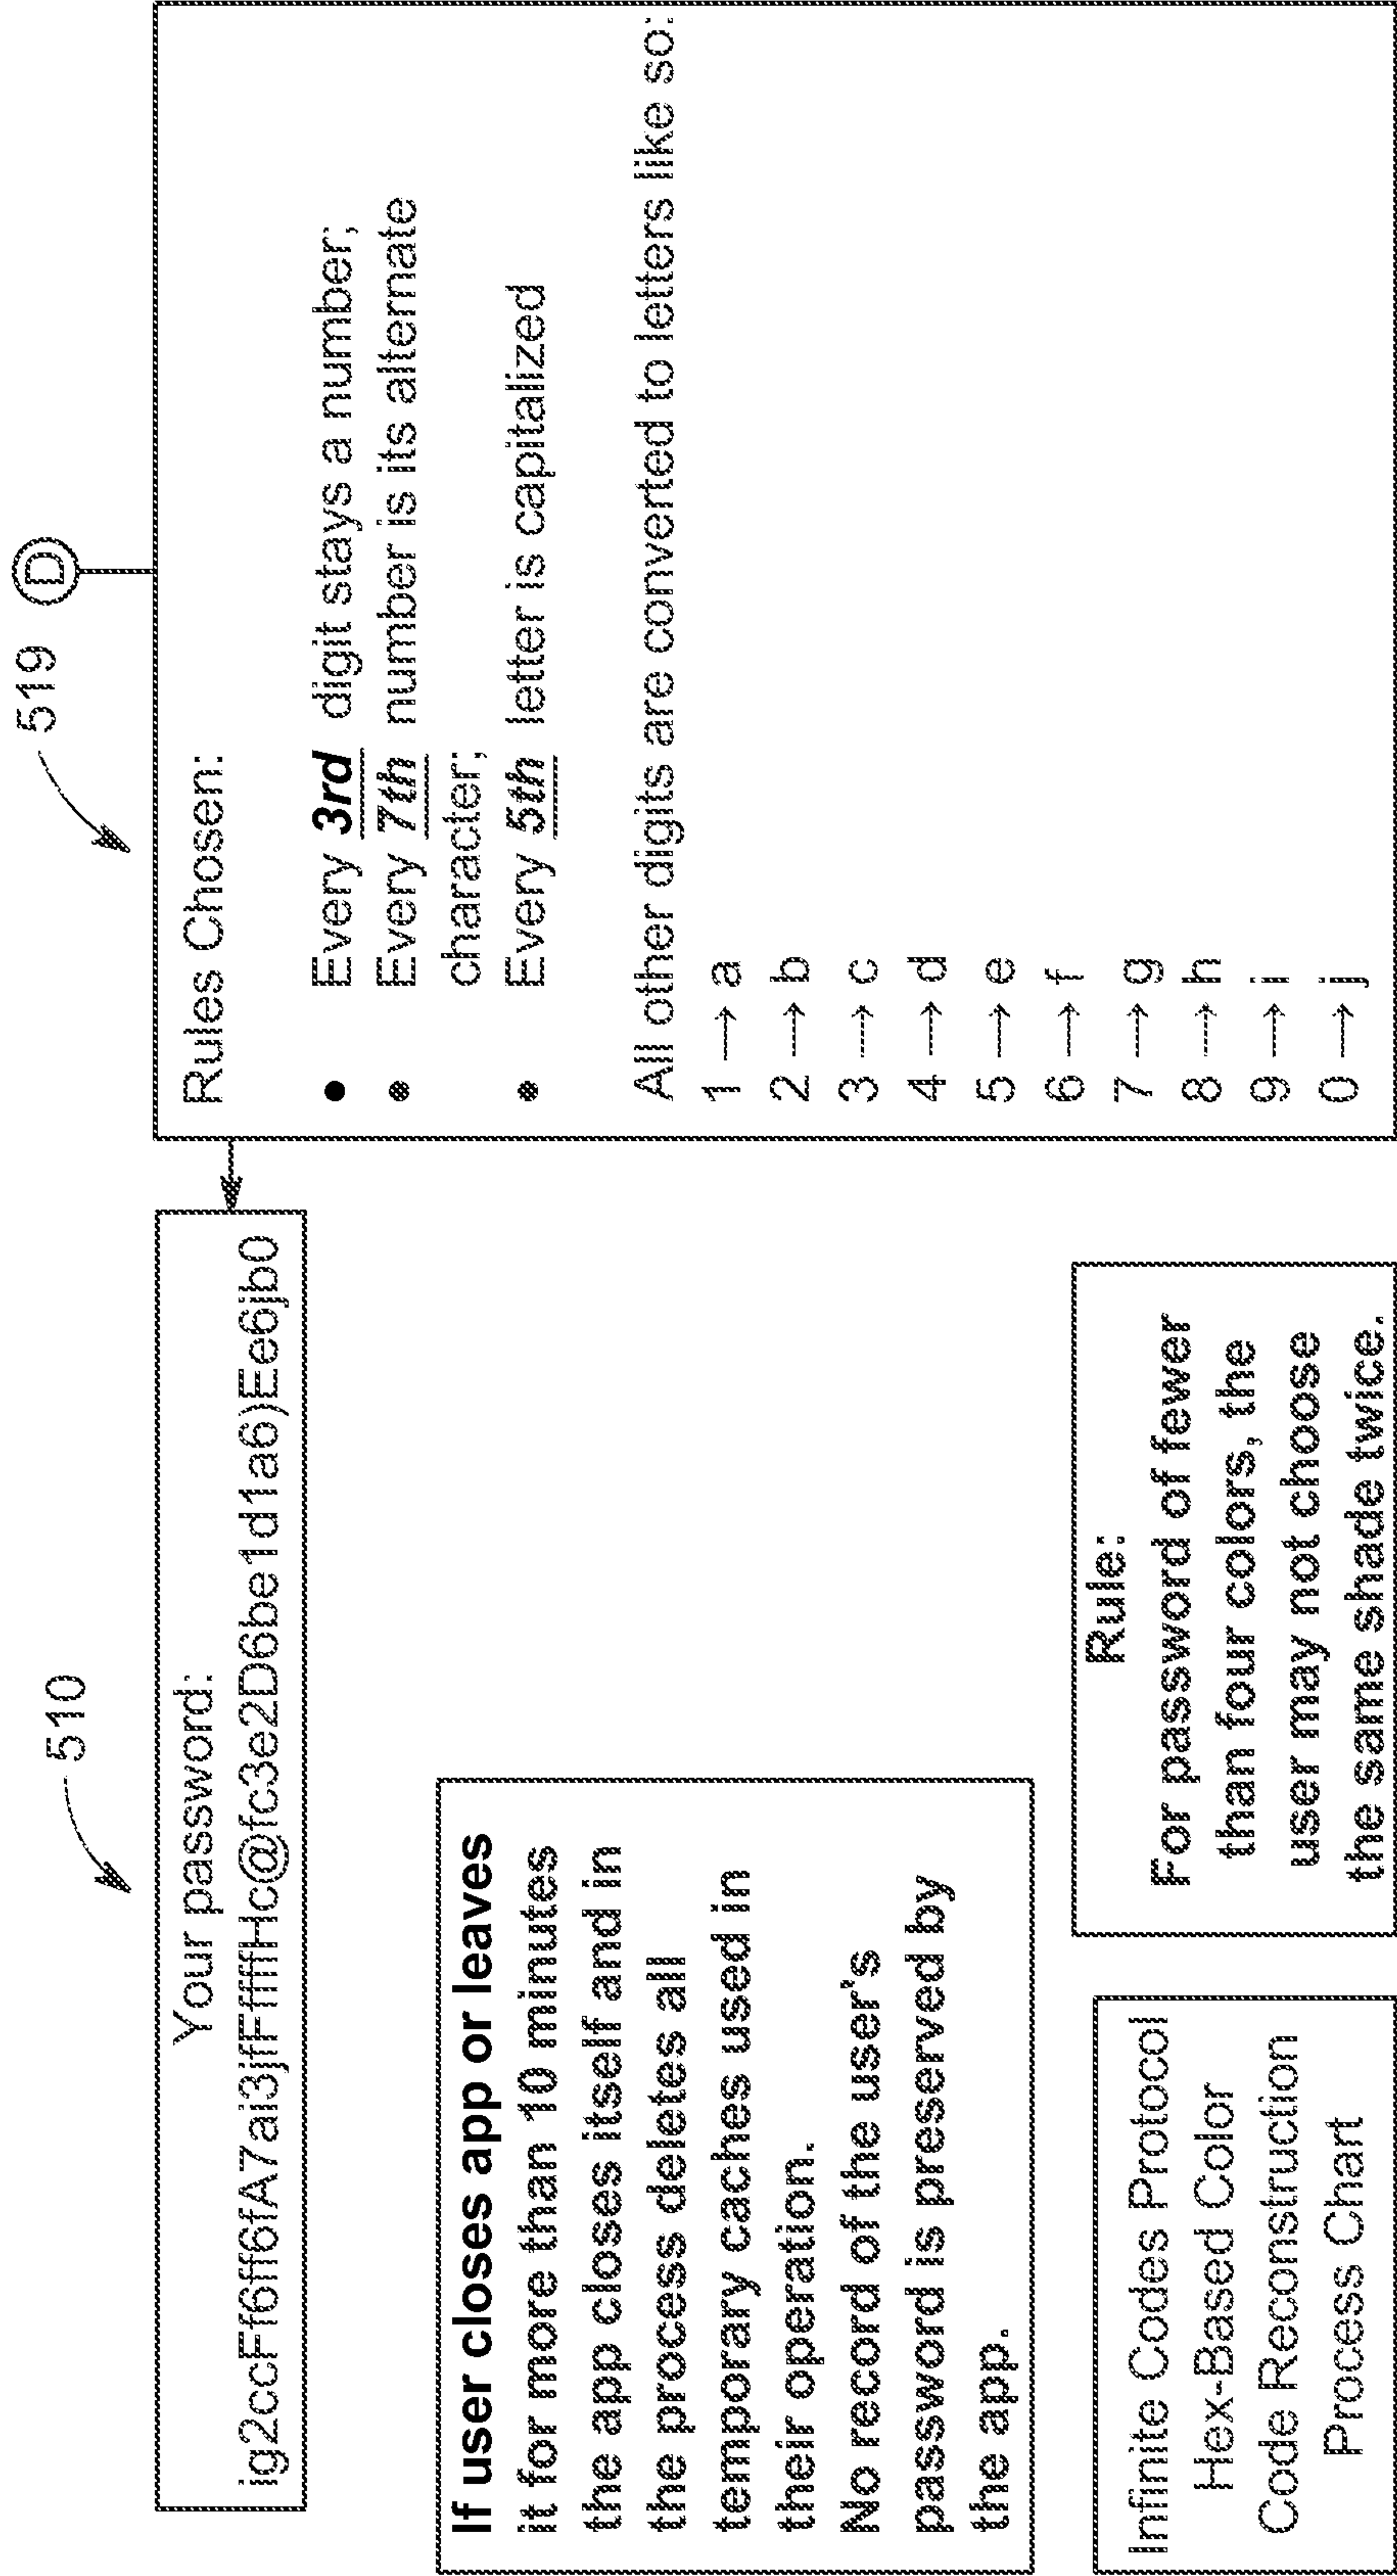 519 D
Rules Chosen:
• Every 3rd digit stays a number;
• Every 7th number is its alternate
character;
• Every 5th letter is capitalized
All other digits are converted to letters like so:
1 → a
2 → b
3 → c
4 → d
5 → e
6 → f
7 → g
8 → h
9 → i
0 → j
510
Your password:
ig2ccFf6ff6fA7ai3jfFffffHc@fc3e2D6be1d1a6)Ee6jb0
If user closes app or leaves
it for more than 10 minutes
the app closes itself and in
the process deletes all
temporary caches used in
their operation.
No record of the user's
password is preserved by
the app.
Rule:
For password of fewer
than four colors, the
user may not choose
the same shade twice.
Infinite Codes Protocol
Hex-Based Color
Code Reconstruction
Process Chart